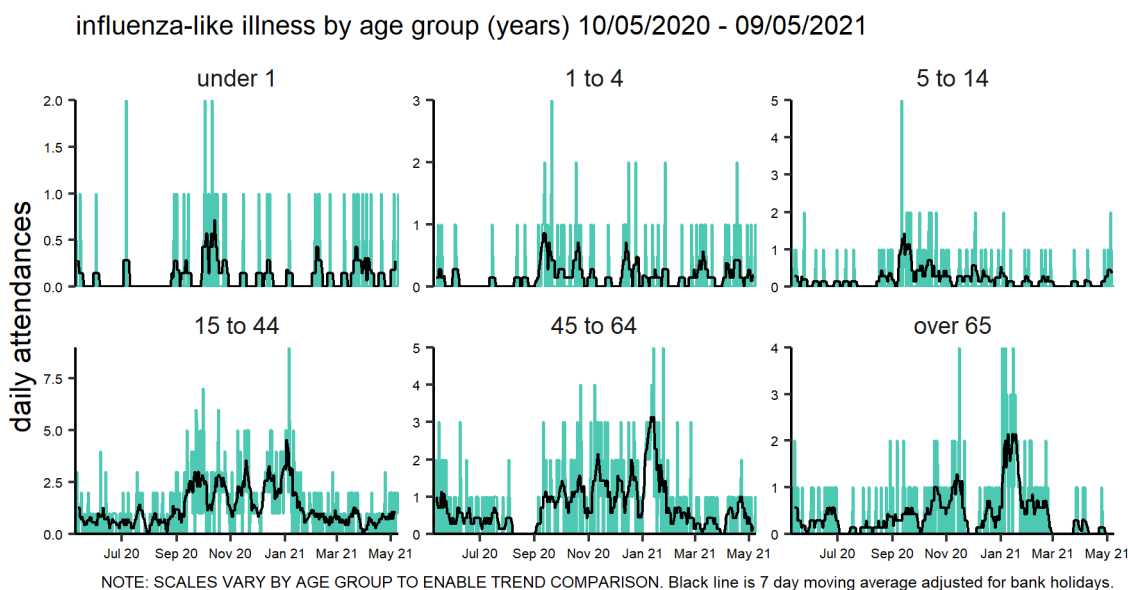 influenza-like illness by age group (years) 10/05/2020 - 09/05/2021
under 1
1 to 4
5 to 14
2.0
1.5
1.0
0.5
0.0
3
2
1
0
5
4
3
2
1
0
daily attendances
15 to 44
45 to 64
over 65
7.5
5.0
2.5
0.0
5
4
3
2
1
0
4
3
2
1
0
Jul 20 Sep 20 Nov 20 Jan 21 Mar 21 May 21
Jul 20 Sep 20 Nov 20 Jan 21 Mar 21 May 21
Jul 20 Sep 20 Nov 20 Jan 21 Mar 21 May 21
NOTE: SCALES VARY BY AGE GROUP TO ENABLE TREND COMPARISON. Black line is 7 day moving average adjusted for bank holidays.